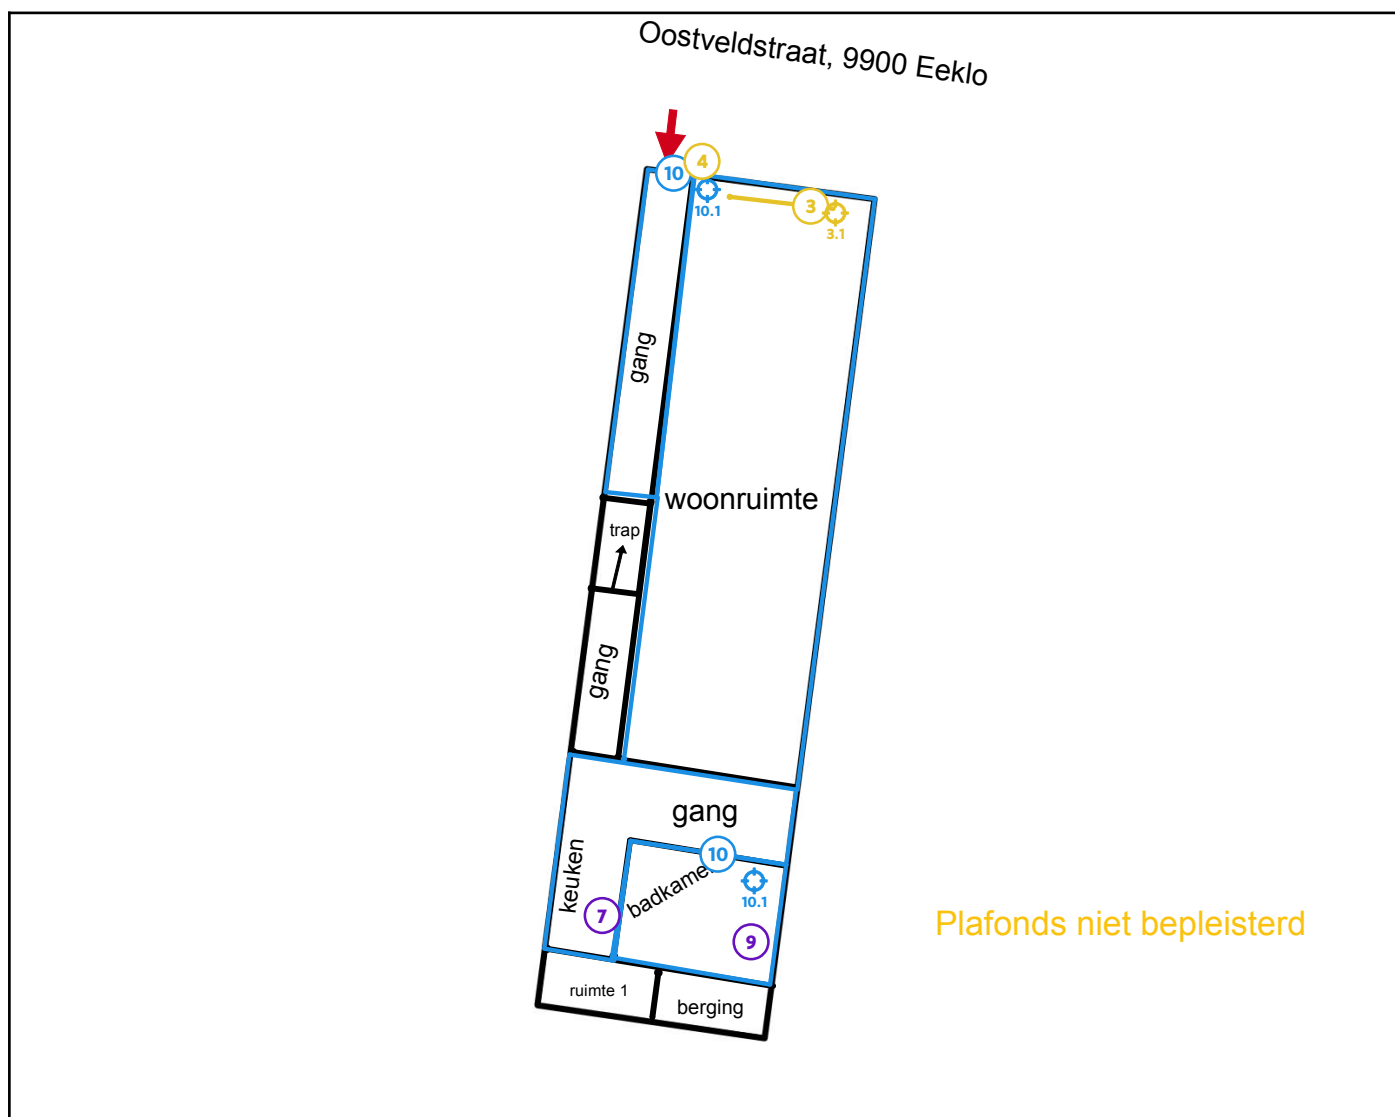 Oostveldstraat, 9900 Eeklo
10
4
10.1
3
3.1
gang
woonruimte
trap
gang
gang
keuken
10
badkamer
10.1
7
9
Plafonds niet bepleisterd
ruimte 1
berging